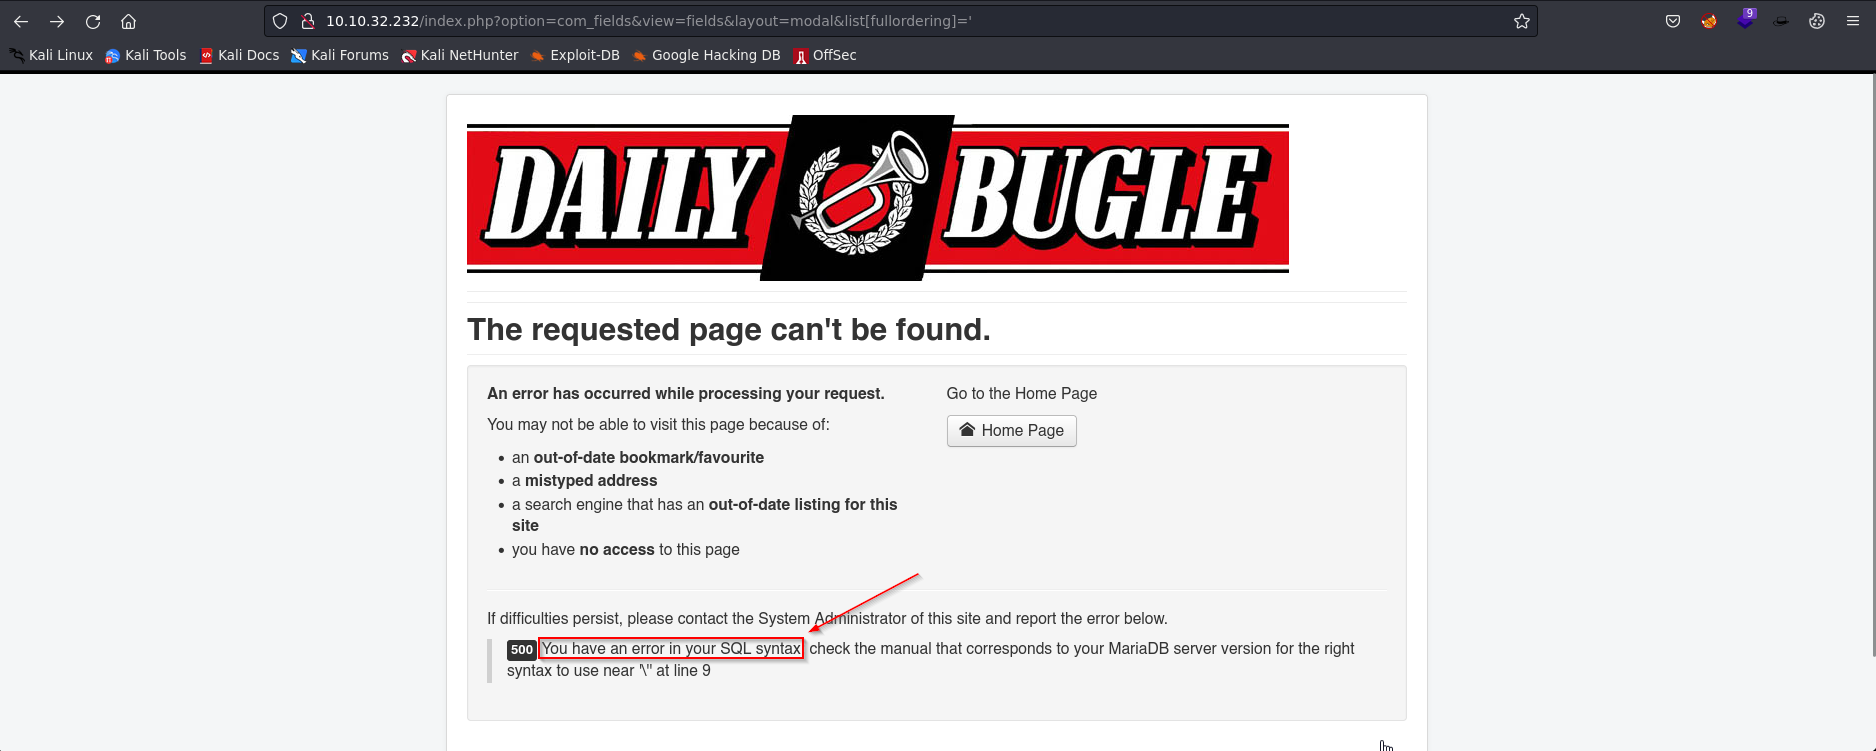 10.10.32.232/index.php?option=com_fields&view=fields&layout=modal&list[fullordering]='
9
Kali Linux Kali Tools Kali Docs Kali Forums Kali NetHunter Exploit-DB Google Hacking DB OffSec
DAILY BUGLE
The requested page can't be found.
An error has occurred while processing your request.
You may not be able to visit this page because of:
an out-of-date bookmark/favourite
a mistyped address
a search engine that has an out-of-date listing for this
site
you have no access to this page
Go to the Home Page
Home Page
If difficulties persist, please contact the System Administrator of this site and report the error below.
500 You have an error in your SQL syntax; check the manual that corresponds to your MariaDB server version for the right
syntax to use near '\'' at line 9